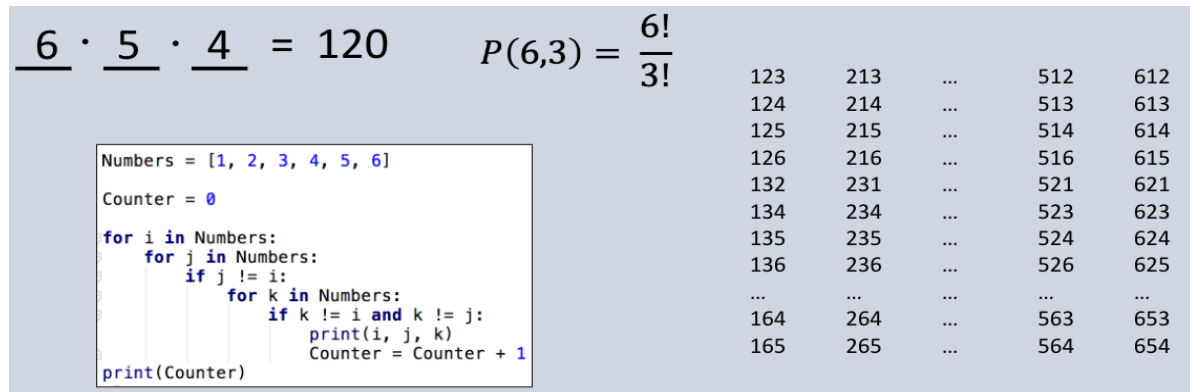 6 · 5 · 4 = 120
P(6,3) = 6!/3!
Numbers = [1, 2, 3, 4, 5, 6]
Counter = 0
for i in Numbers:
    for j in Numbers:
        if j != i:
            for k in Numbers:
                if k != i and k != j:
                    print(i, j, k)
                    Counter = Counter + 1
print(Counter)
123 213 ... 512 612
124 214 ... 513 613
125 215 ... 514 614
126 216 ... 516 615
132 231 ... 521 621
134 234 ... 523 623
135 235 ... 524 624
136 236 ... 526 625
... ... ... ... ...
164 264 ... 563 653
165 265 ... 564 654